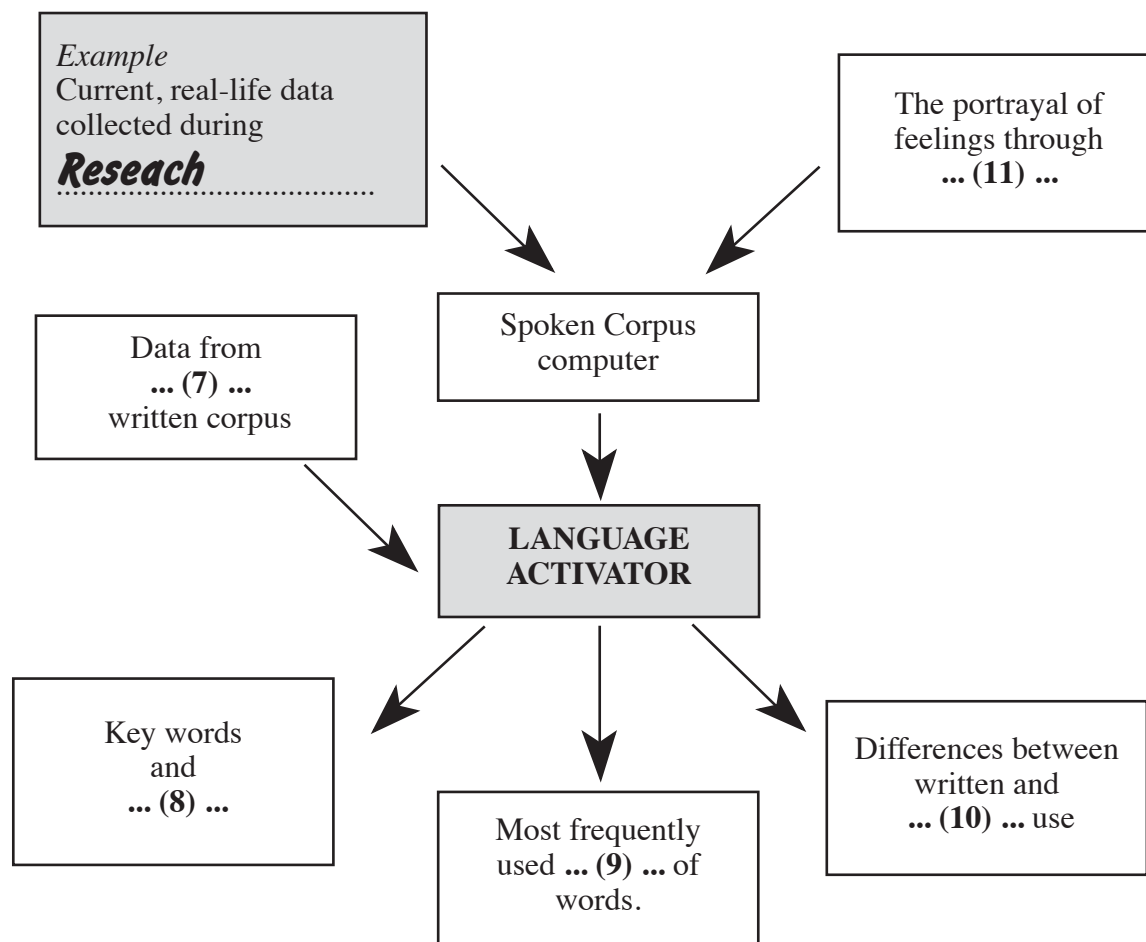 Example
Current, real-life data
collected during
Reseach
The portrayal of
feelings through
... (11) ...
Spoken Corpus
computer
Data from
... (7) ...
written corpus
LANGUAGE
ACTIVATOR
Key words
and
... (8) ...
Most frequently
used ... (9) ... of
words.
Differences between
written and
... (10) ... use